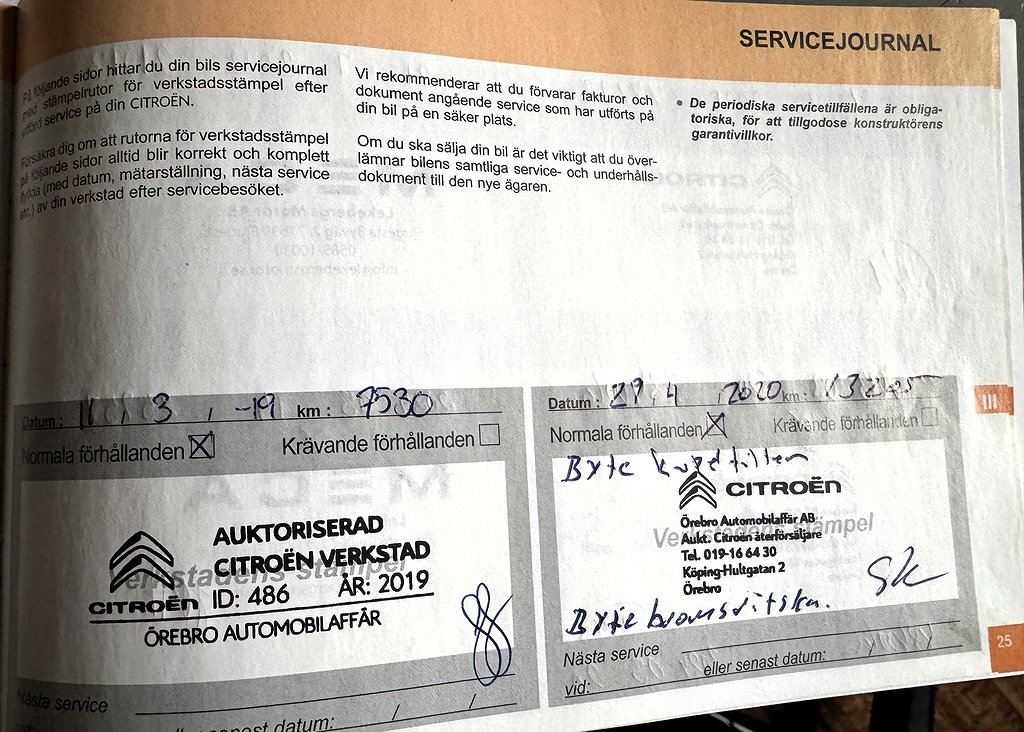 SERVICEJOURNAL
På följande sidor hittar du din bils servicejournal
med stämpelrutor för verkstadsstämpel efter
utförd service på din CITROËN.
Försäkra dig om att rutorna för verkstadsstämpel
på följande sidor alltid blir korrekt och komplett
ifyllda (med datum, mätarställning, nästa service
etc.) av din verkstad efter servicebesöket.
Vi rekommenderar att du förvarar fakturor och
dokument angående service som har utförts på
din bil på en säker plats.
Om du ska sälja din bil är det viktigt att du över-
lämnar bilens samtliga service- och underhålls-
dokument till den nye ägaren.
• De periodiska servicetillfällena är obliga-
toriska, för att tillgodose konstruktörens
garantivillkor.
Datum : 11 / 3 / -19 km : 7530
Normala förhållanden Krävande förhållanden
Verkstadens stämpel
AUKTORISERAD
CITROËN VERKSTAD
CITROËN ID: 486 ÅR: 2019
ÖREBRO AUTOMOBILAFFÄR
Nästa service
eller senast datum: / /
Datum : 29 / 4 / 2020 km :
Normala förhållanden Krävande förhållanden
Byte
CITROËN
Verkstadens stämpel
Örebro Automobilaffär AB
Aukt. Citroën återförsäljare
Tel. 019-16 64 30
Köping-Hultgatan 2
Örebro
Byte bromsvätska.
Nästa service
vid: eller senast datum: / /
III
25